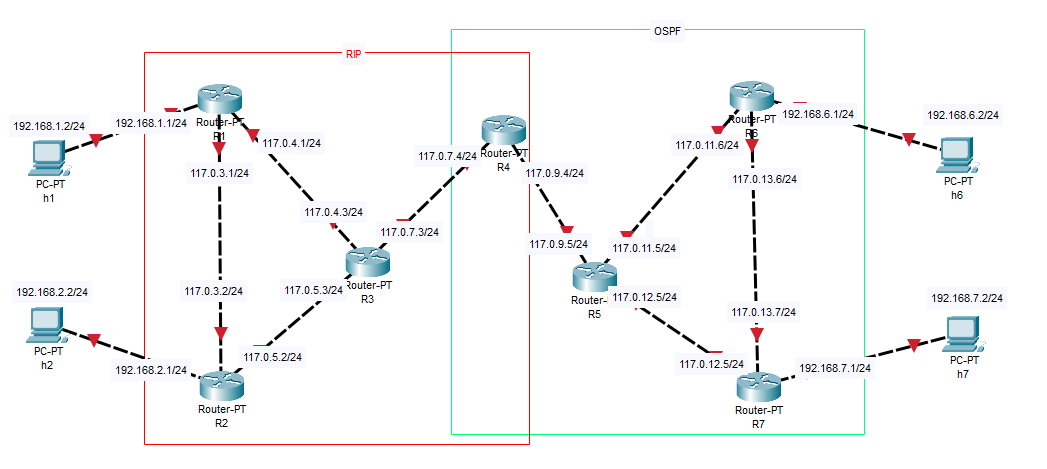 OSPF
RIP
192.168.1.2/24
PC-PT
h1
192.168.1.1/24
Router-PT
R1
117.0.4.1/24
117.0.3.1/24
117.0.4.3/24
117.0.7.3/24
117.0.7.4/24
Router-PT
R4
117.0.9.4/24
Router-PT
R3
117.0.3.2/24
117.0.5.3/24
192.168.2.2/24
PC-PT
h2
192.168.2.1/24
117.0.5.2/24
Router-PT
R2
117.0.9.5/24
117.0.11.5/24
Router-
R5
117.0.12.5/24
117.0.11.6/24
Router-PT
R6
192.168.6.1/24
117.0.13.6/24
192.168.6.2/24
PC-PT
h6
117.0.13.7/24
117.0.12.5/24
Router-PT
R7
192.168.7.1/24
192.168.7.2/24
PC-PT
h7